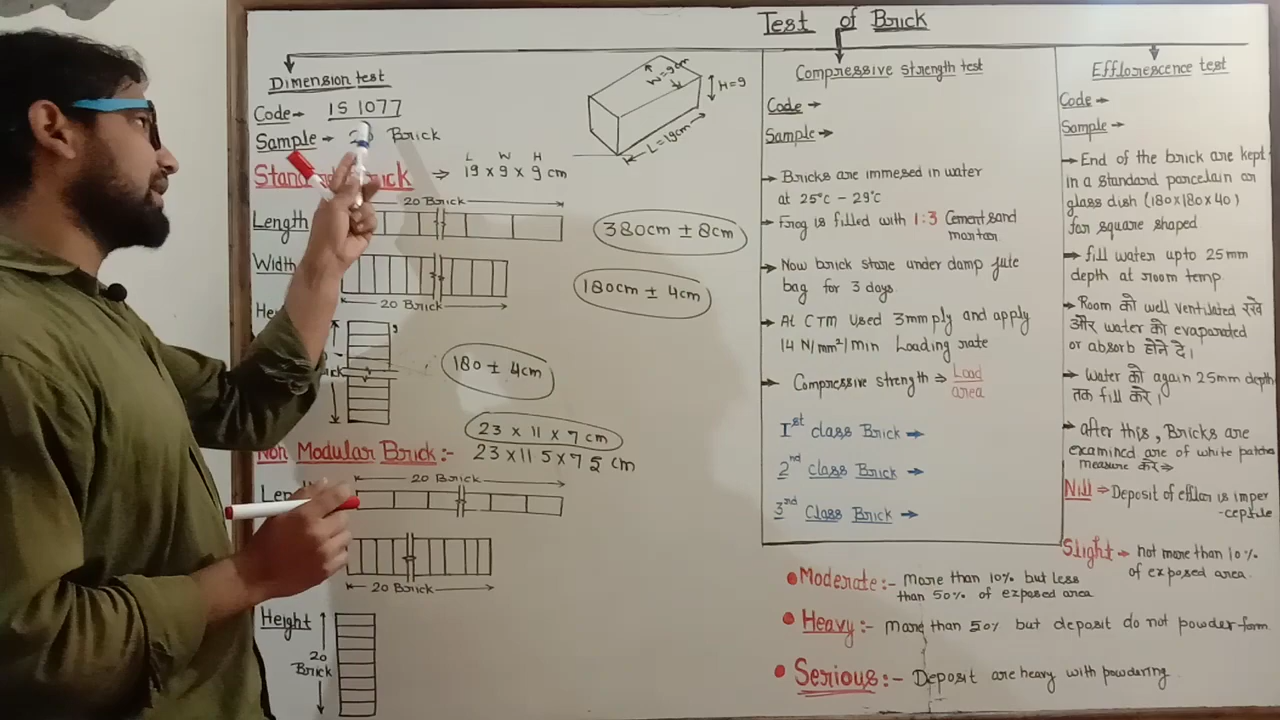 Test of Brick
Dimension test
Code→ IS 1077
Sample → Brick
⇒ 19 x 9 x 9 cm
L W H
W=9cm
H=9
L=19cm
20 Brick
Length
380cm ± 8cm
Width
180cm ± 4cm
20 Brick
180 ± 4cm
23 x 11 x 7 cm
Non Modular Brick:- 23 x 11 5 x 7 5 cm
20 Brick
20 Brick
Height
20
Brick
Compressive strength test
Code →
Sample→
→ Bricks are immesed in water
at 25°c - 29°c
→ Frog is filled with 1:3 Cement, sand
mortar
→ Now brick store under damp jute
bag for 3 days.
→ At CTM Used 3mm ply and apply
14 N/mm²/min Loading rate
→ Compressive strength ⇒ Load
area
Ist class Brick →
2nd class Brick →
3rd Class Brick →
Efflorescence test
Code →
Sample→
→ End of the brick are kept
in a standard porcelain or
glass dish (180x180x40)
for square shaped
→ fill water upto 25mm
depth at room temp.
→ Room को well ventilated रखे
और water को evaporated
or absorb होने दे।
→ Water को again 25mm depth
तक fill करे।
→ after this, Bricks are
examined are of white patches
measure करे⇒
Nill ⇒ Deposit of efflor is imper
-ceptile
Slight → not more than 10%
of exposed area.
• Moderate:- More than 10% but less
than 50% of exposed area
• Heavy:- More than 50% but deposit do not powder form.
• Serious:- Deposit are heavy with powdering.